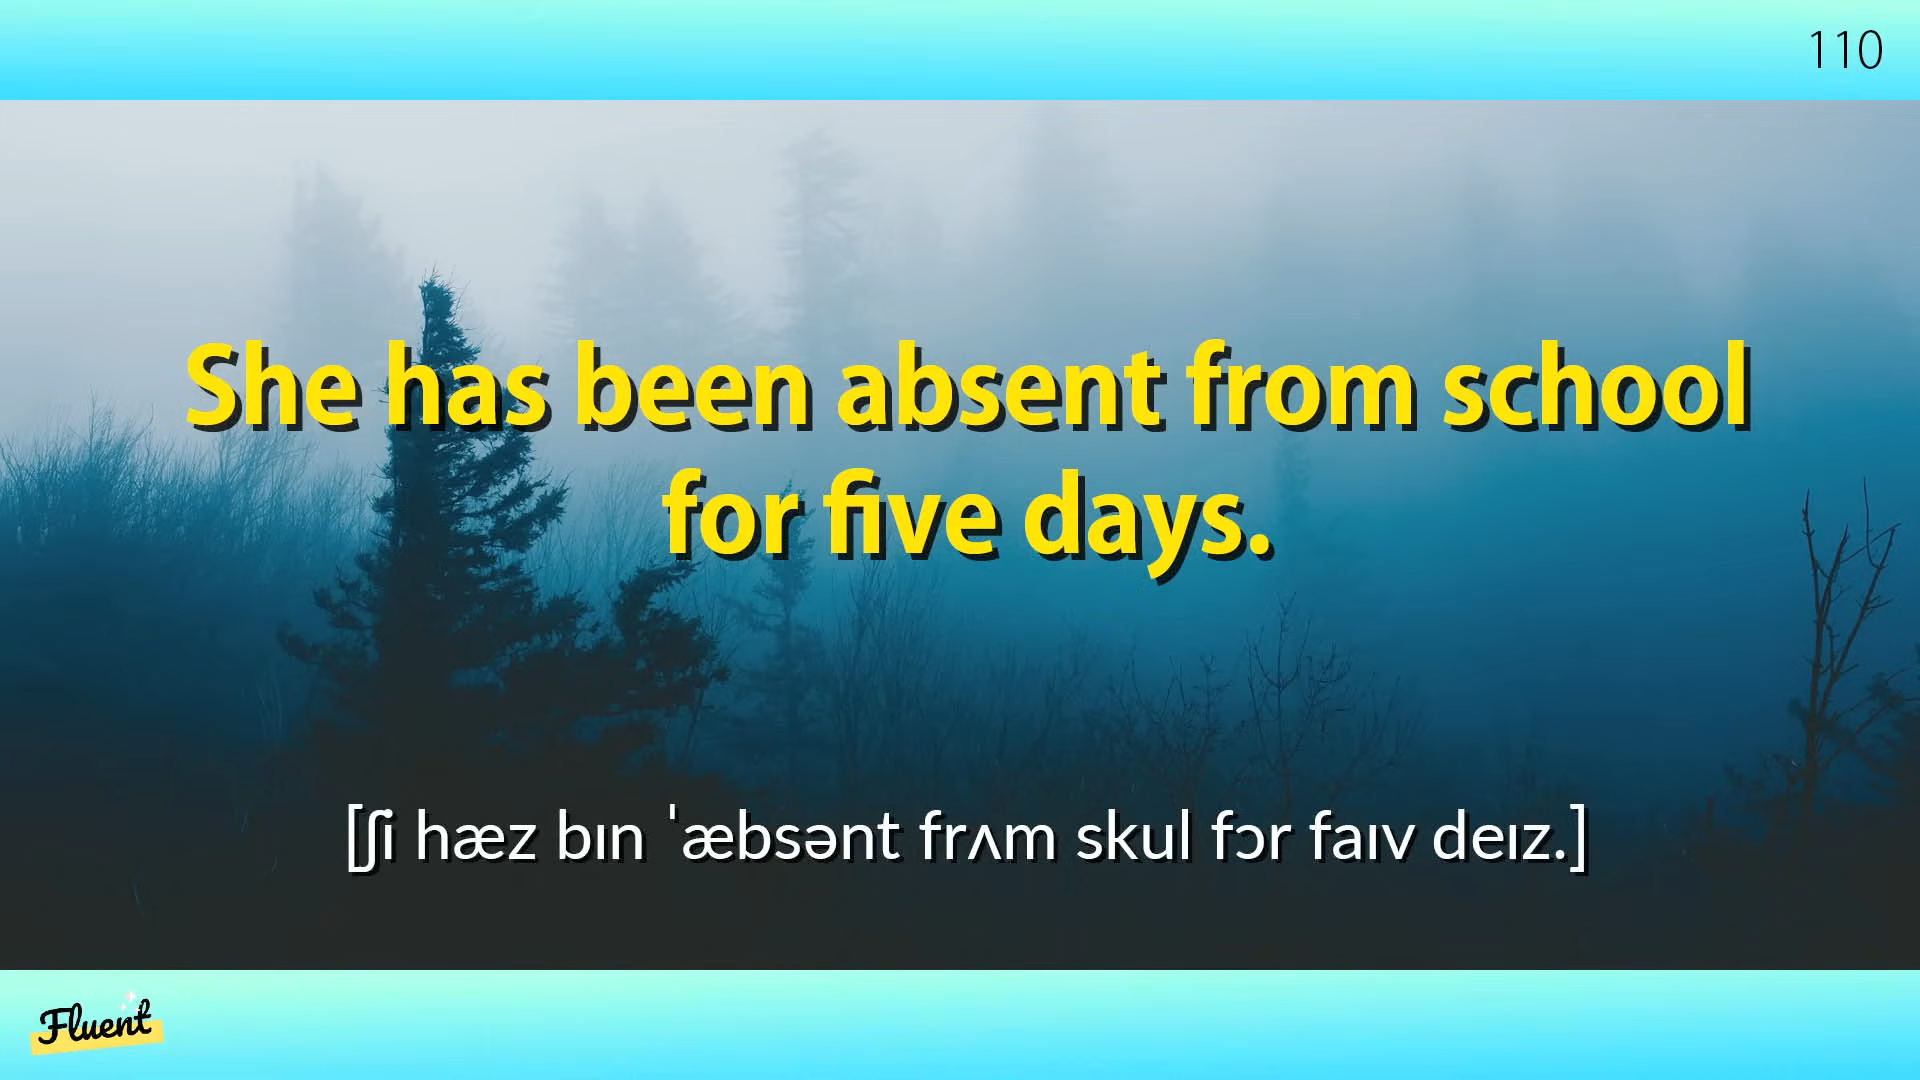 110
She has been absent from school
for five days.
[ʃi hæz bɪn ˈæbsənt frʌm skul fɔr faɪv deɪz.]
Fluent